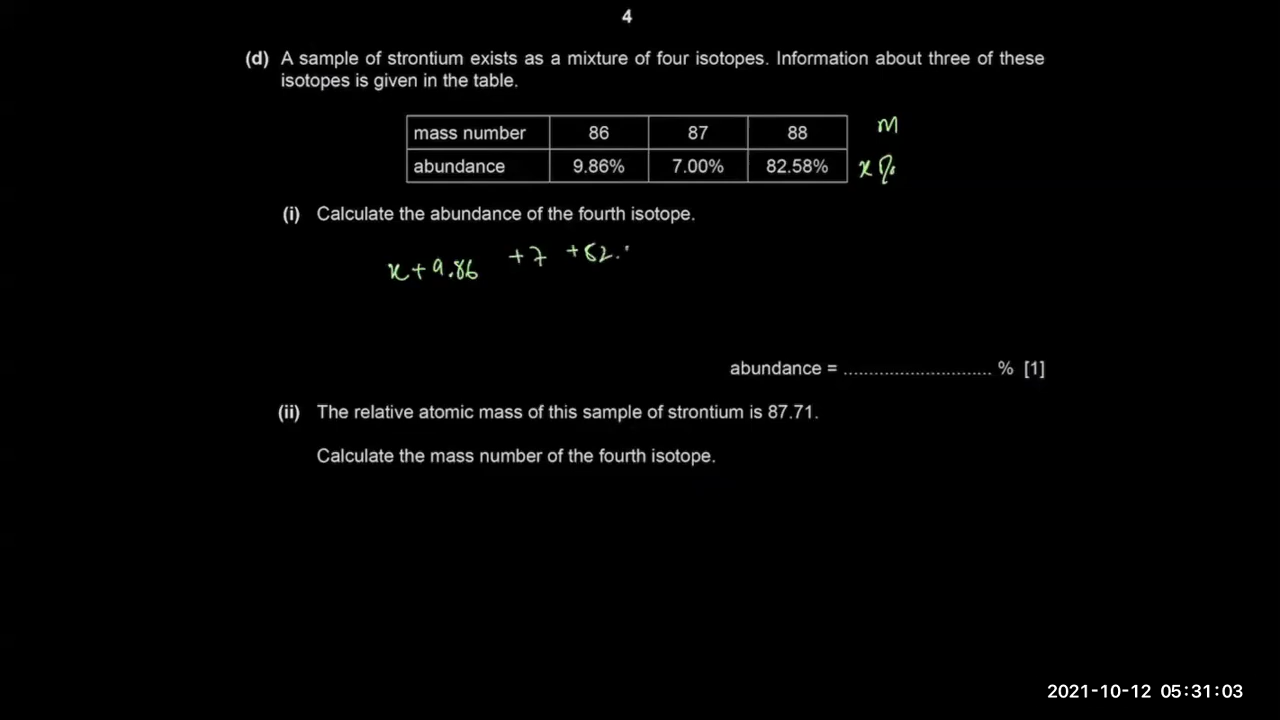 4
(d) A sample of strontium exists as a mixture of four isotopes. Information about three of these
isotopes is given in the table.
mass number 86 87 88 M
abundance 9.86% 7.00% 82.58% x%
(i) Calculate the abundance of the fourth isotope.
x + 9.86 + 7 + 82.
abundance = ............................ % [1]
(ii) The relative atomic mass of this sample of strontium is 87.71.
Calculate the mass number of the fourth isotope.
2021-10-12 05:31:03